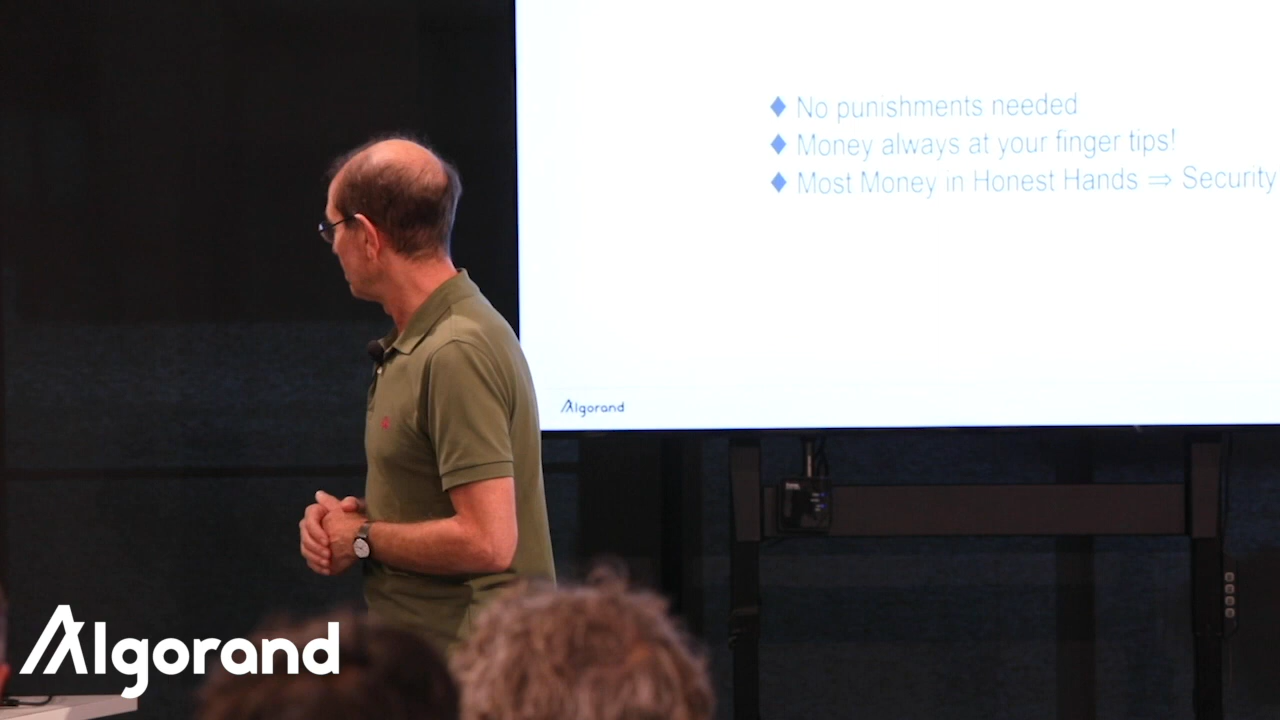 ◆ No punishments needed
◆ Money always at your finger tips!
◆ Most Money in Honest Hands ⇒ Security
Algorand
Algorand